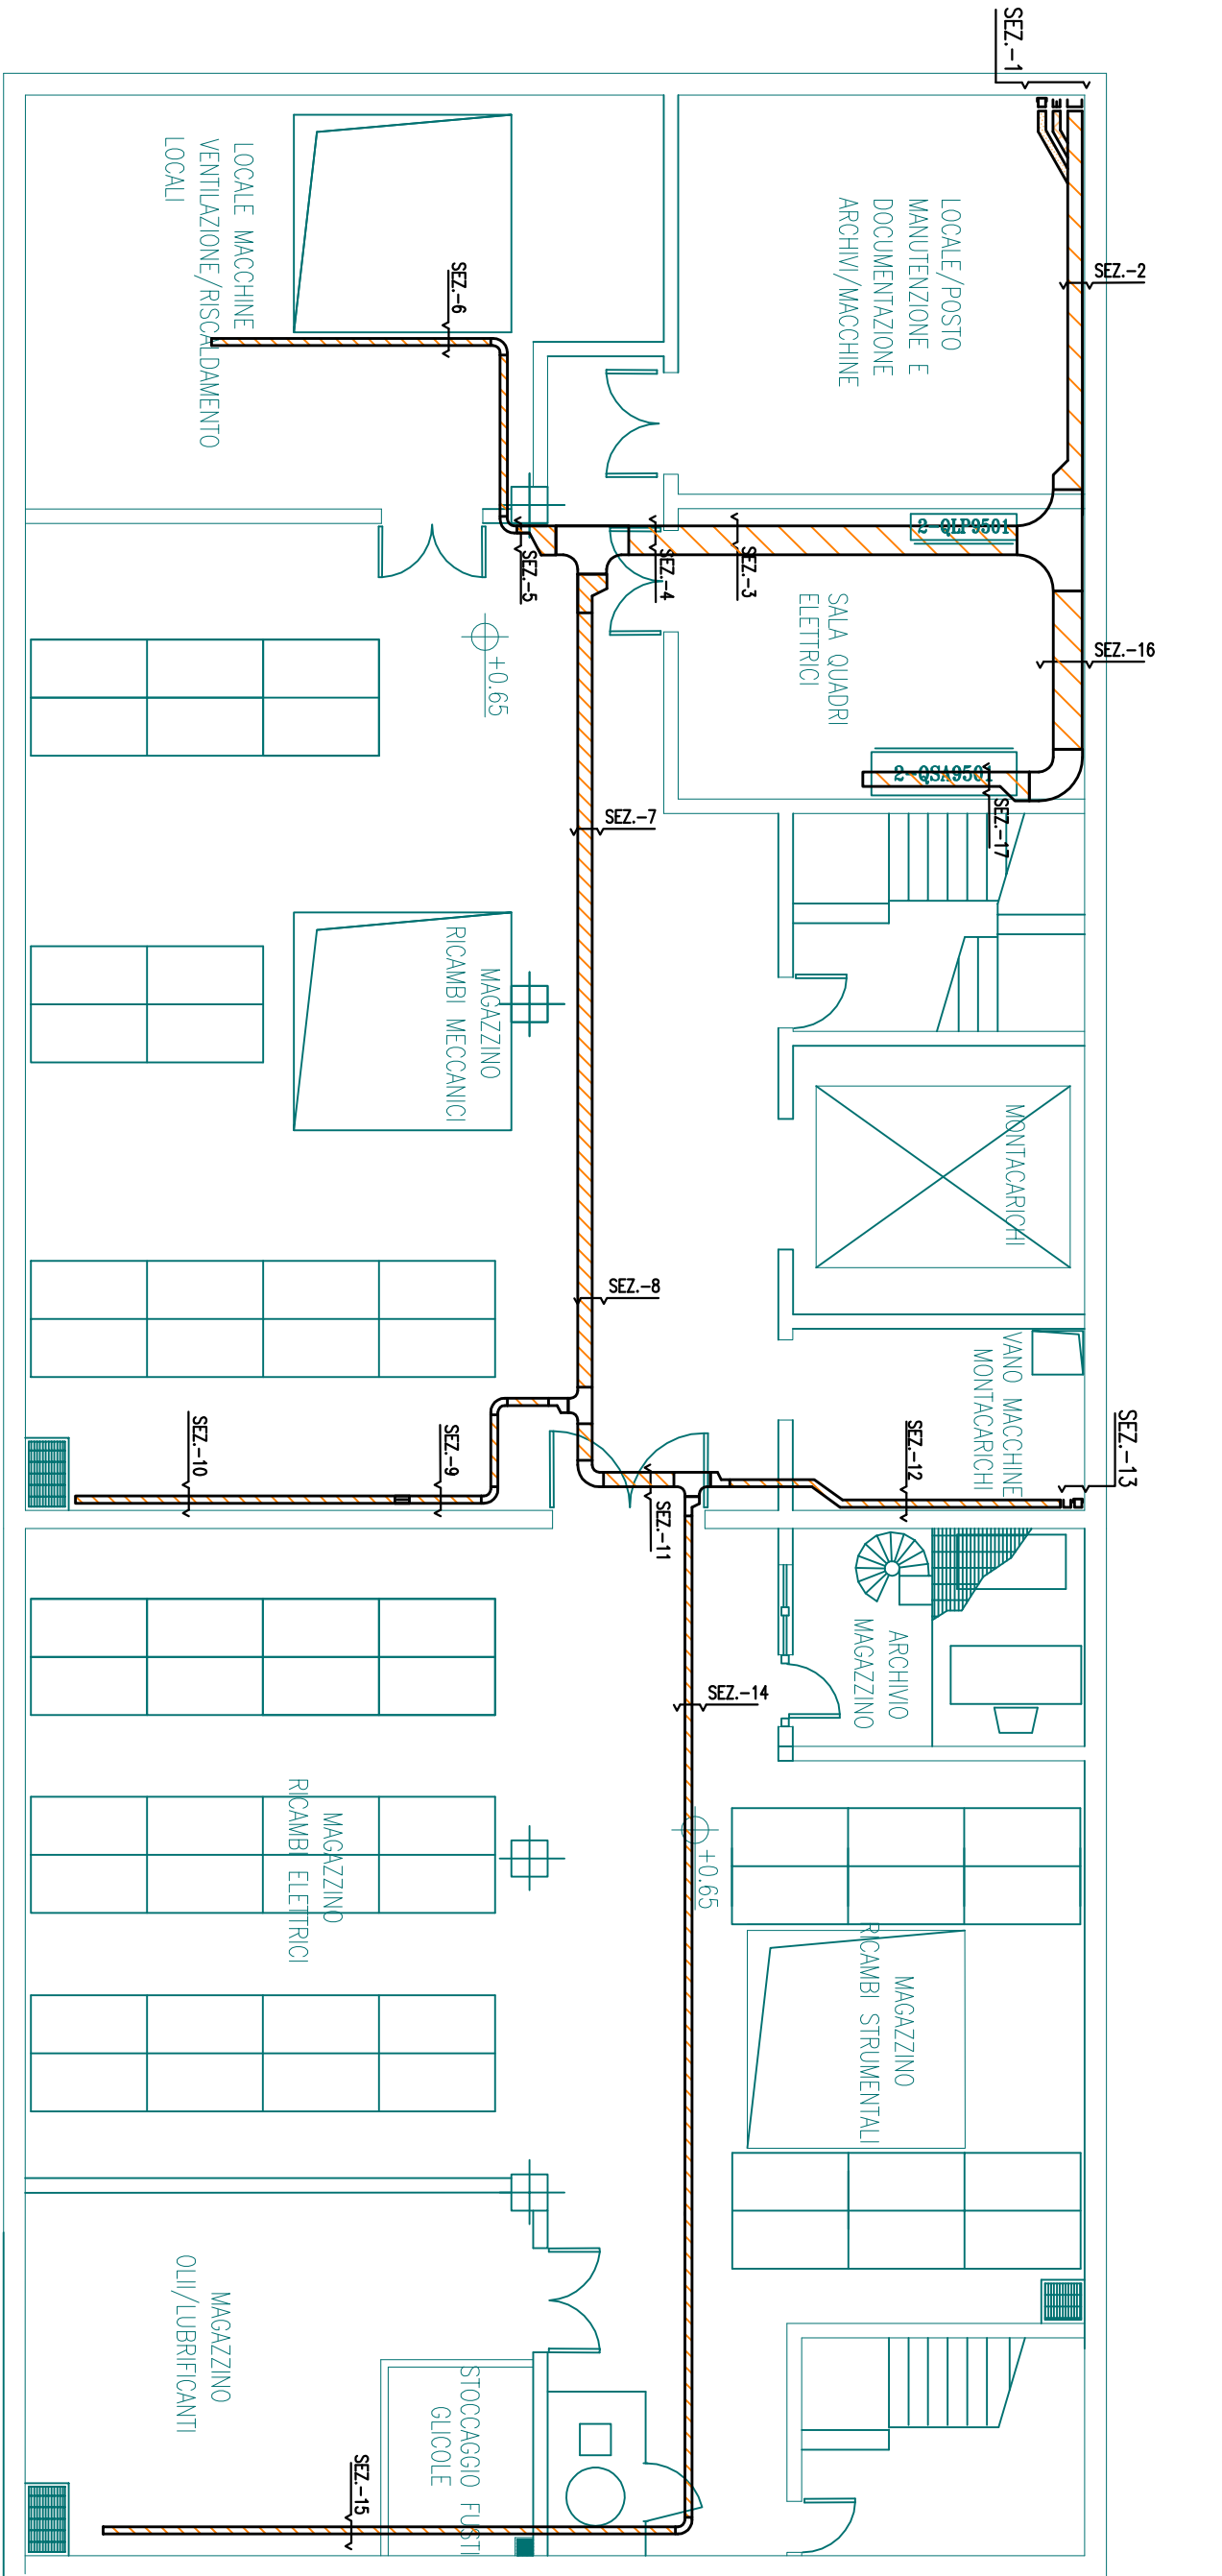 SEZ.-1
SEZ.-2
LOCALE/POSTO
MANUTENZIONE E
DOCUMENTAZIONE
ARCHIVI/MACCHINE
LOCALE MACCHINE
VENTILAZIONE/RISCALDAMENTO
LOCALI
SEZ.-6
2-QLP9501
SEZ.-5
SEZ.-4
SEZ.-3
SALA QUADRI
ELETTRICI
SEZ.-16
+0.65
2-QSA9501
SEZ.-17
SEZ.-7
MAGAZZINO
RICAMBI MECCANICI
MONTACARICHI
SEZ.-8
VANO MACCHINE
MONTACARICHI
SEZ.-13
SEZ.-10
SEZ.-9
SEZ.-12
SEZ.-11
ARCHIVIO
MAGAZZINO
SEZ.-14
MAGAZZINO
RICAMBI ELETTRICI
+0.65
MAGAZZINO
RICAMBI STRUMENTALI
MAGAZZINO
OLII/LUBRIFICANTI
STOCCAGGIO FUSTI
GLICOLE
SEZ.-15